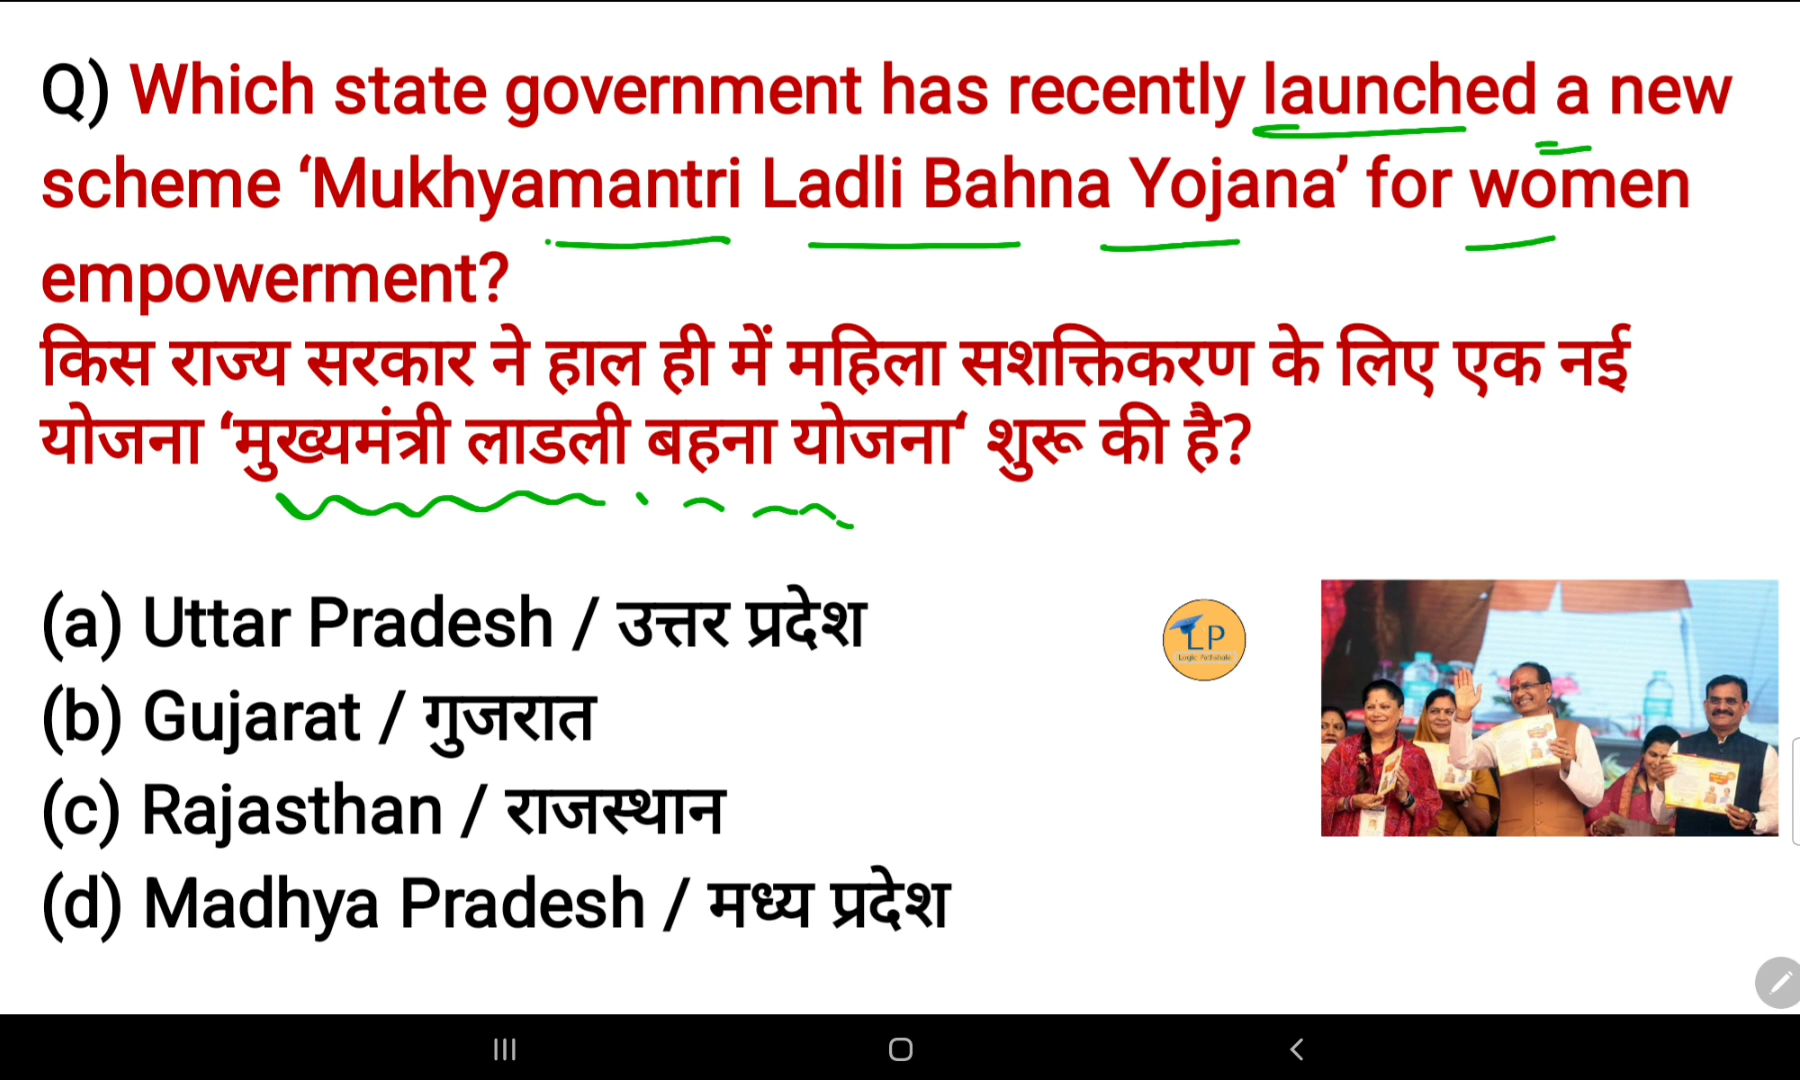 Q) Which state government has recently launched a new
scheme ‘Mukhyamantri Ladli Bahna Yojana’ for women
empowerment?
किस राज्य सरकार ने हाल ही में महिला सशक्तिकरण के लिए एक नई
योजना ‘मुख्यमंत्री लाडली बहना योजना‘ शुरू की है?
(a) Uttar Pradesh / उत्तर प्रदेश
(b) Gujarat / गुजरात
(c) Rajasthan / राजस्थान
(d) Madhya Pradesh / मध्य प्रदेश
LP
Logic Pathshala